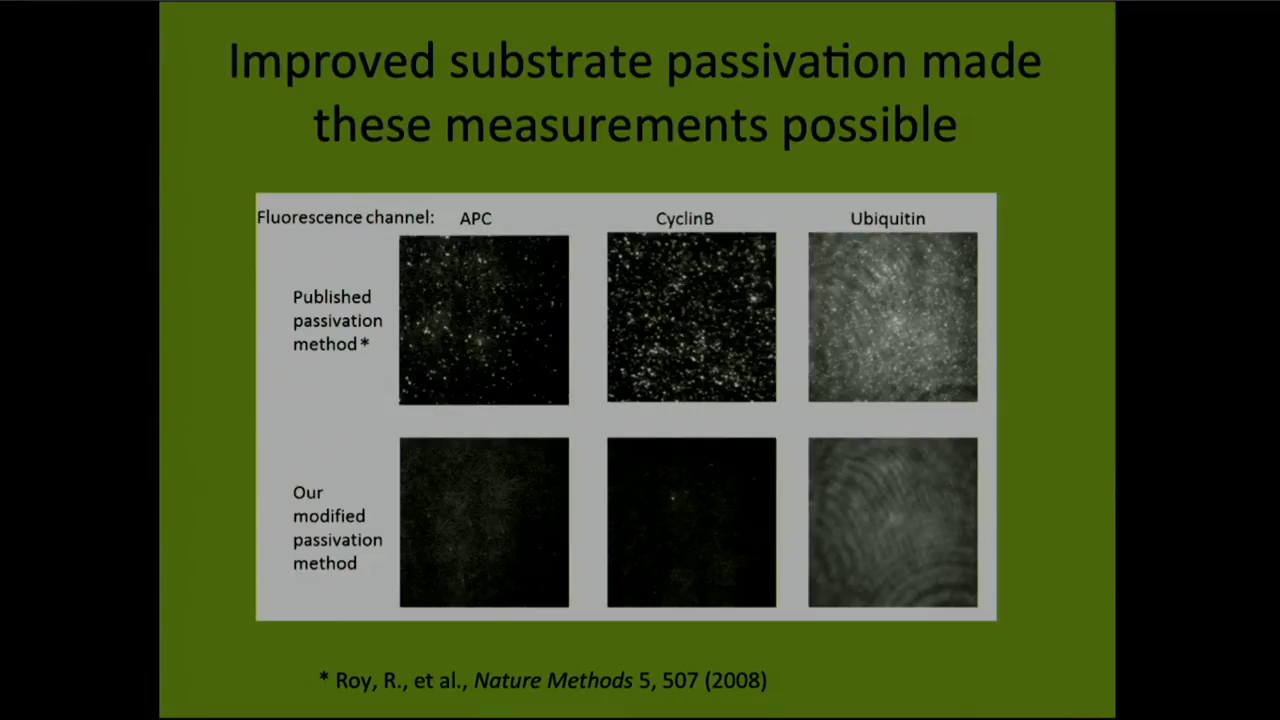 Improved substrate passivation made
these measurements possible
Fluorescence channel: APC CyclinB Ubiquitin
Published
passivation
method *
Our
modified
passivation
method
* Roy, R., et al., Nature Methods 5, 507 (2008)